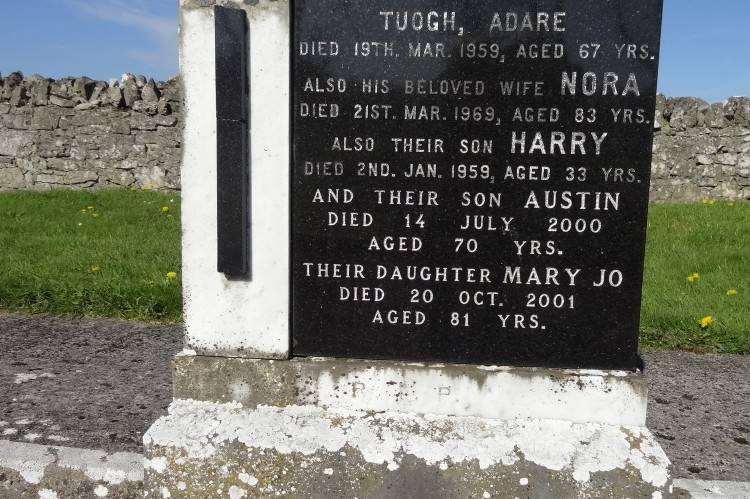 TUOGH, ADARE
DIED 19TH. MAR. 1959, AGED 67 YRS.
ALSO HIS BELOVED WIFE NORA
DIED 21ST. MAR. 1969, AGED 83 YRS.
ALSO THEIR SON HARRY
DIED 2ND. JAN. 1959, AGED 33 YRS.
AND THEIR SON AUSTIN
DIED 14 JULY 2000
AGED 70 YRS.
THEIR DAUGHTER MARY JO
DIED 20 OCT. 2001
AGED 81 YRS.
R I P